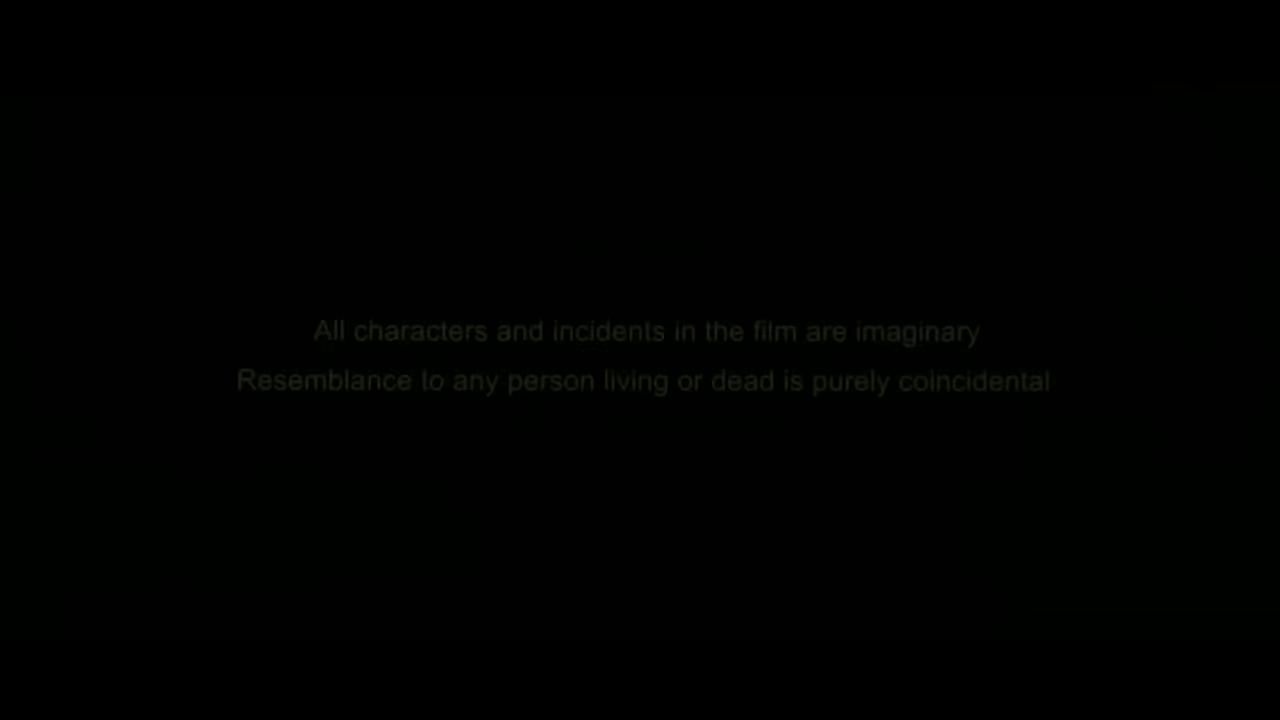 All characters and incidents in the film are imaginary
Resemblance to any person living or dead is purely coincidental